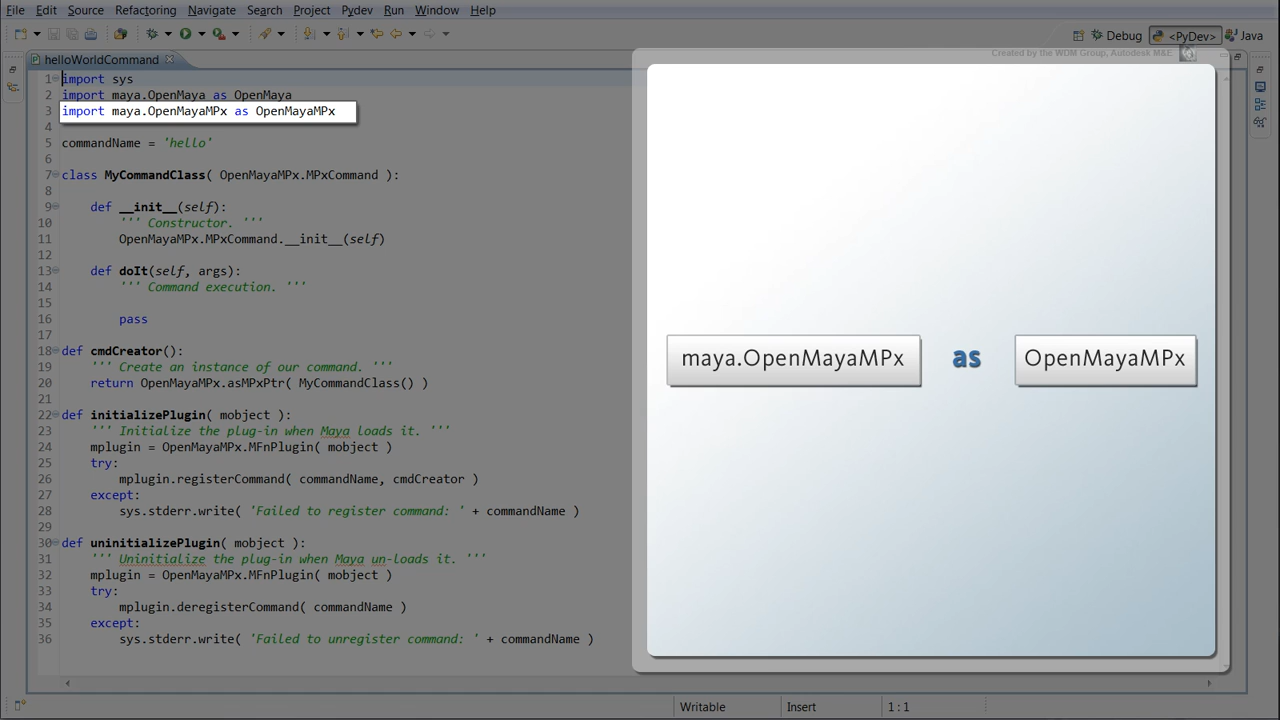 File Edit Source Refactoring Navigate Search Project Pydev Run Window Help
Debug <PyDev> Java
helloWorldCommand
Created by the WDM Group, Autodesk M&E.
1 import sys
2 import maya.OpenMaya as OpenMaya
3 import maya.OpenMayaMPx as OpenMayaMPx
4
5 commandName = 'hello'
6
7 class MyCommandClass( OpenMayaMPx.MPxCommand ):
8
9 def __init__(self):
10 ''' Constructor. '''
11 OpenMayaMPx.MPxCommand.__init__(self)
12
13 def doIt(self, args):
14 ''' Command execution. '''
15
16 pass
17
18 def cmdCreator():
19 ''' Create an instance of our command. '''
20 return OpenMayaMPx.asMPxPtr( MyCommandClass() )
21
22 def initializePlugin( mobject ):
23 ''' Initialize the plug-in when Maya loads it. '''
24 mplugin = OpenMayaMPx.MFnPlugin( mobject )
25 try:
26 mplugin.registerCommand( commandName, cmdCreator )
27 except:
28 sys.stderr.write( 'Failed to register command: ' + commandName )
29
30 def uninitializePlugin( mobject ):
31 ''' Uninitialize the plug-in when Maya un-loads it. '''
32 mplugin = OpenMayaMPx.MFnPlugin( mobject )
33 try:
34 mplugin.deregisterCommand( commandName )
35 except:
36 sys.stderr.write( 'Failed to unregister command: ' + commandName )
maya.OpenMayaMPx as OpenMayaMPx
Writable Insert 1 : 1